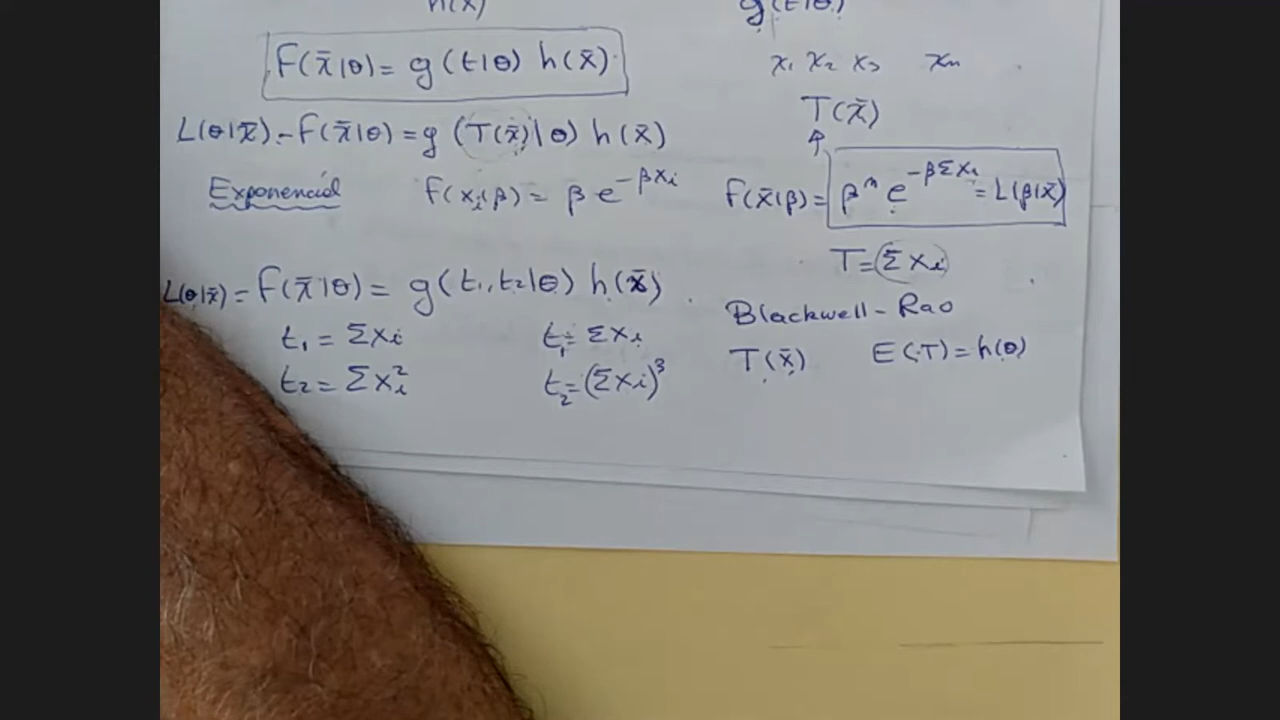 h(x̄)
g(t|θ)
f(x̄|θ) = g(t|θ) h(x̄)
x₁ x₂ x₃ xₙ
T(x̄)
L(θ|x̄) = f(x̄|θ) = g(T(x̄)|θ) h(x̄)
Exponencial f(xᵢ|β) = β e^{-βxᵢ}
f(x̄|β) = βⁿ e^{-βΣxᵢ} = L(β|x̄)
T = Σxᵢ
L(θ|x̄) = f(x̄|θ) = g(t₁, t₂|θ) h(x̄)
t₁ = Σxᵢ t₁ = Σxᵢ
t₂ = Σxᵢ² t₂ = (Σxᵢ)³
Blackwell - Rao
T(x̄) E(T) = h(θ)